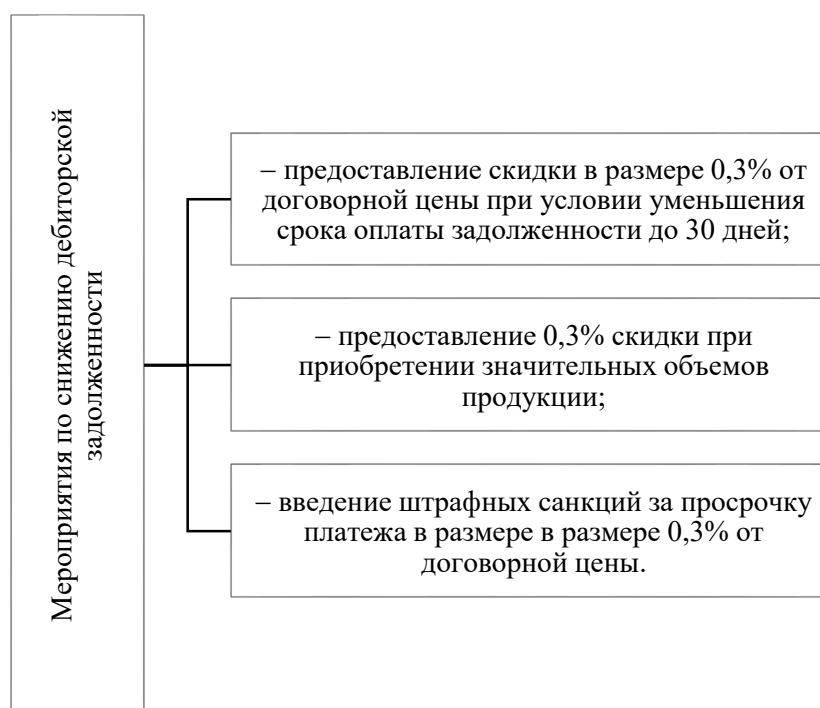 Мероприятия по снижению дебиторской
задолженности
– предоставление скидки в размере 0,3% от
договорной цены при условии уменьшения
срока оплаты задолженности до 30 дней;
– предоставление 0,3% скидки при
приобретении значительных объемов
продукции;
– введение штрафных санкций за просрочку
платежа в размере в размере 0,3% от
договорной цены.